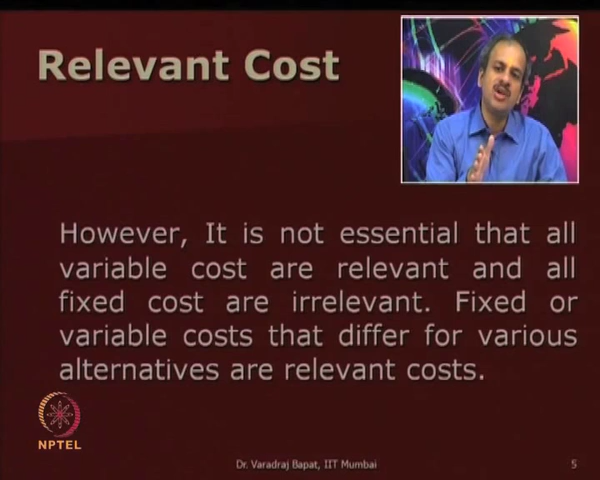 Relevant Cost
However, It is not essential that all
variable cost are relevant and all
fixed cost are irrelevant. Fixed or
variable costs that differ for various
alternatives are relevant costs.
NPTEL
Dr. Varadraj Bapat, IIT Mumbai
5